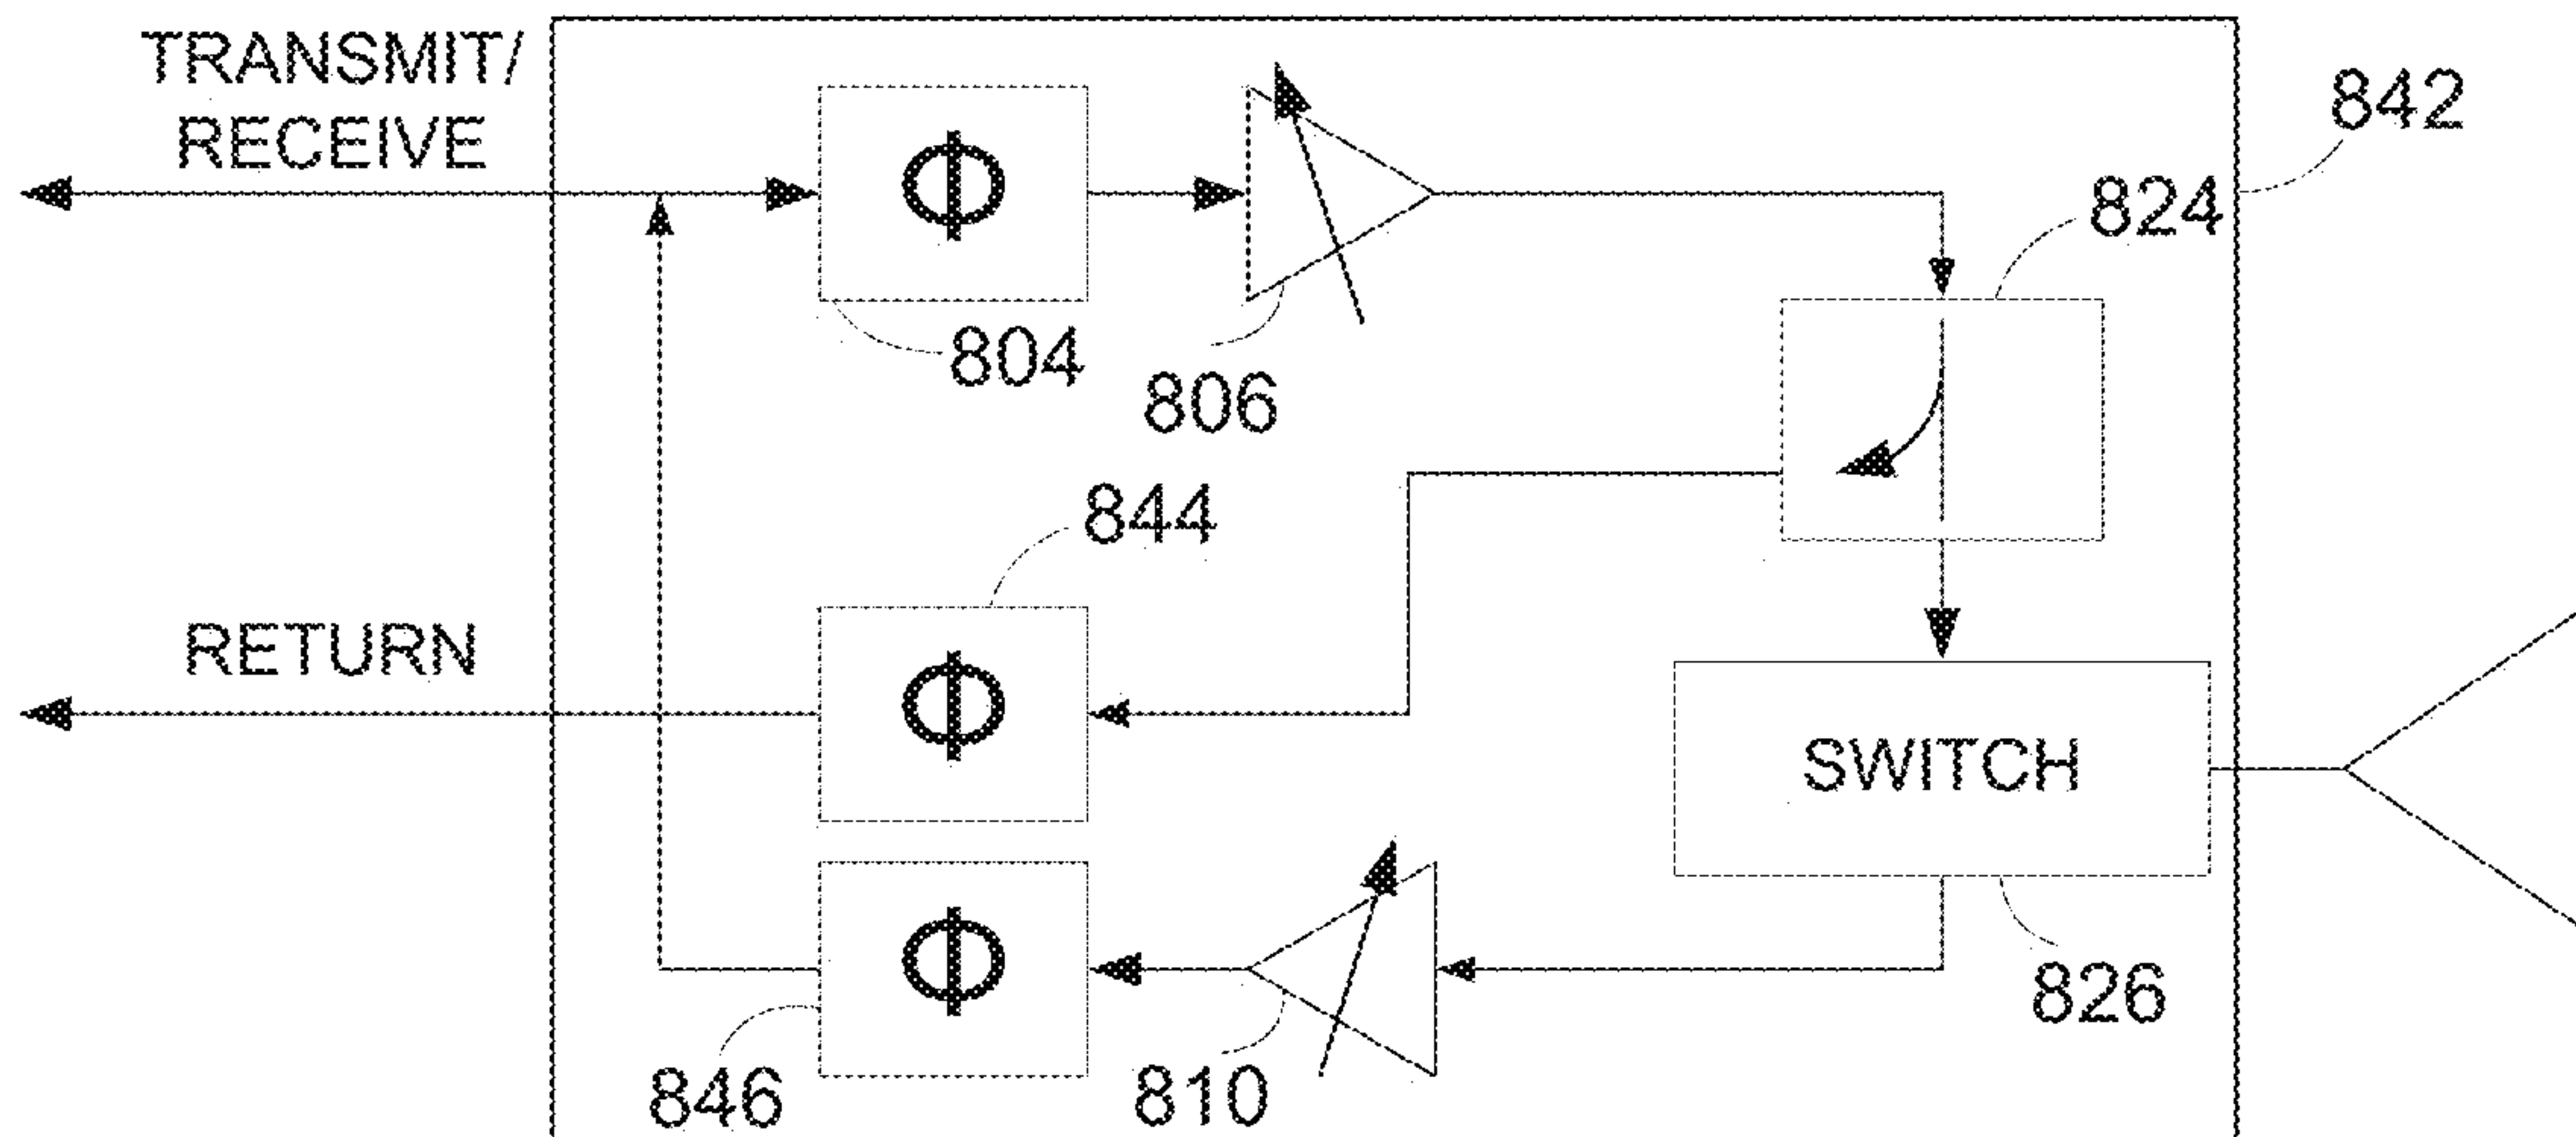 TRANSMIT/
RECEIVE
842
Φ
824
804
806
844
RETURN
Φ
SWITCH
Φ
826
846
810